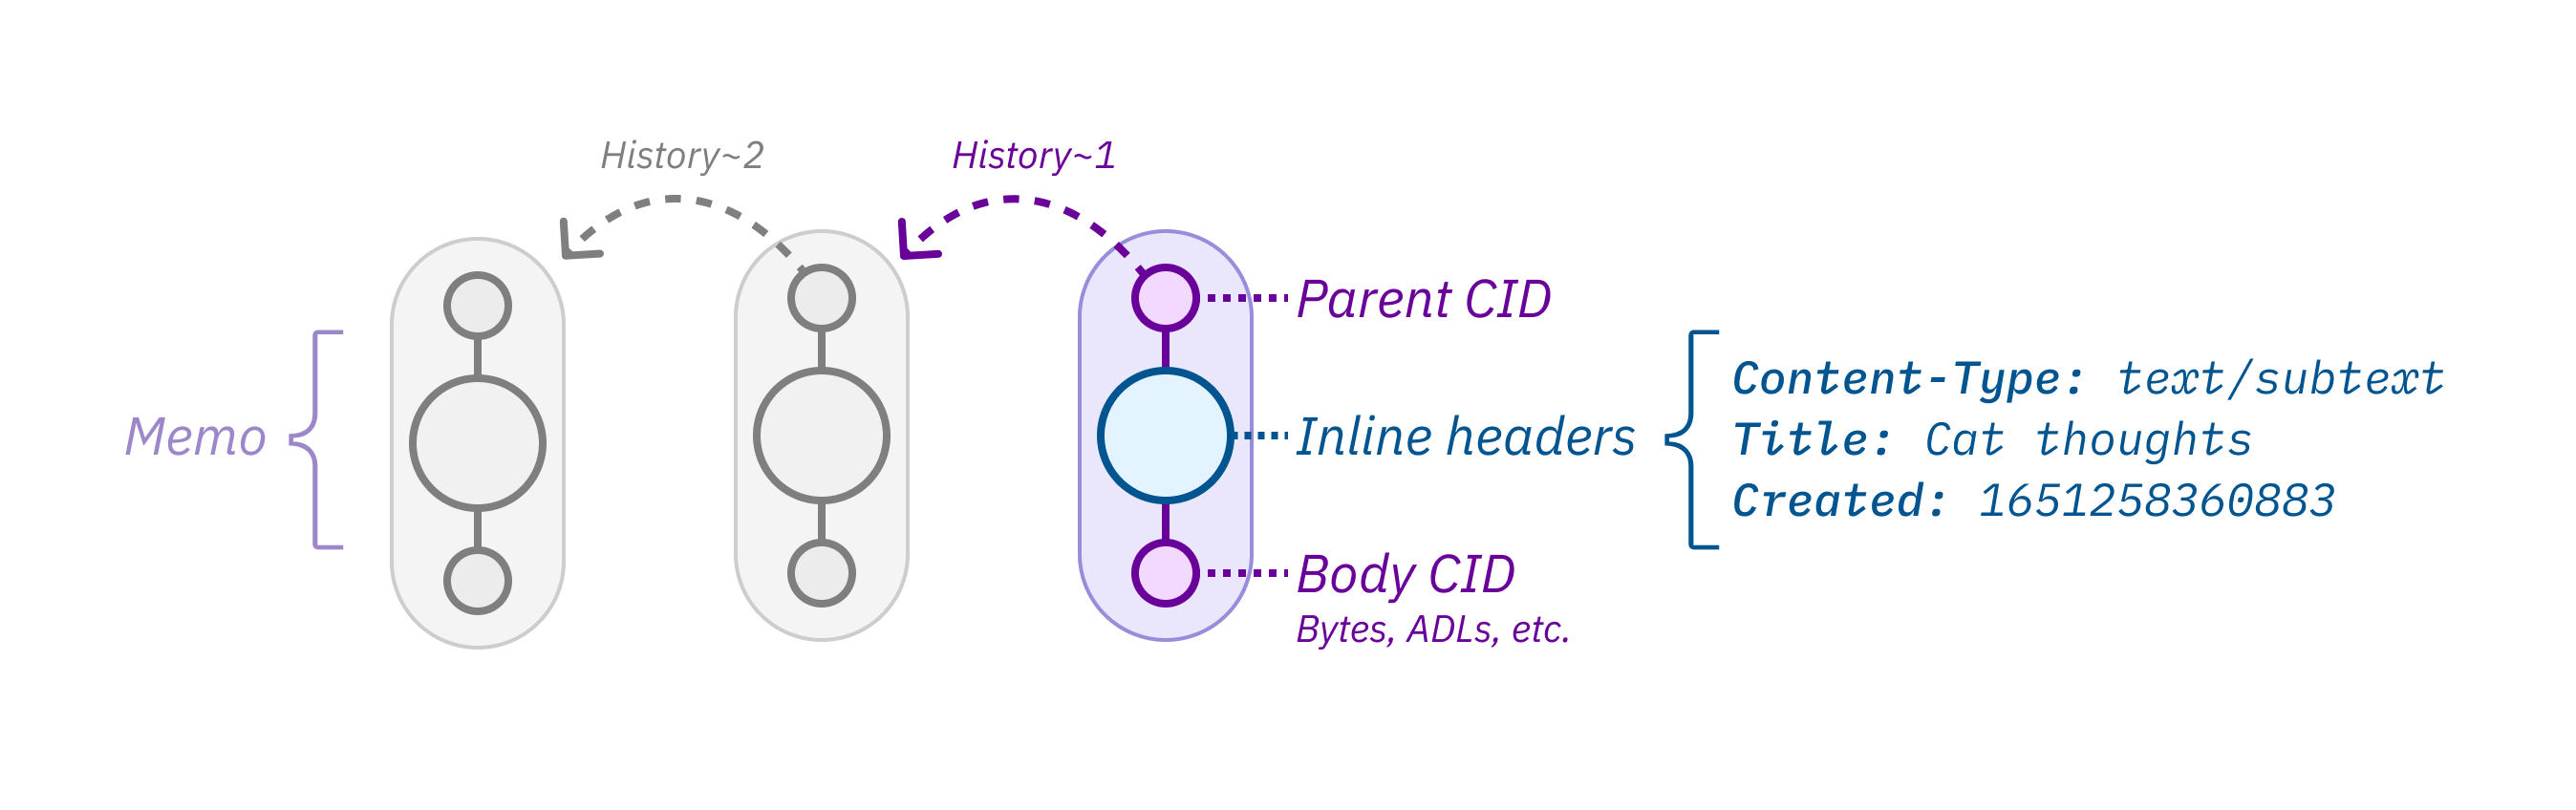 History~2
History~1
Parent CID
Memo
Inline headers
Content-Type: text/subtext
Title: Cat thoughts
Created: 1651258360883
Body CID
Bytes, ADLs, etc.